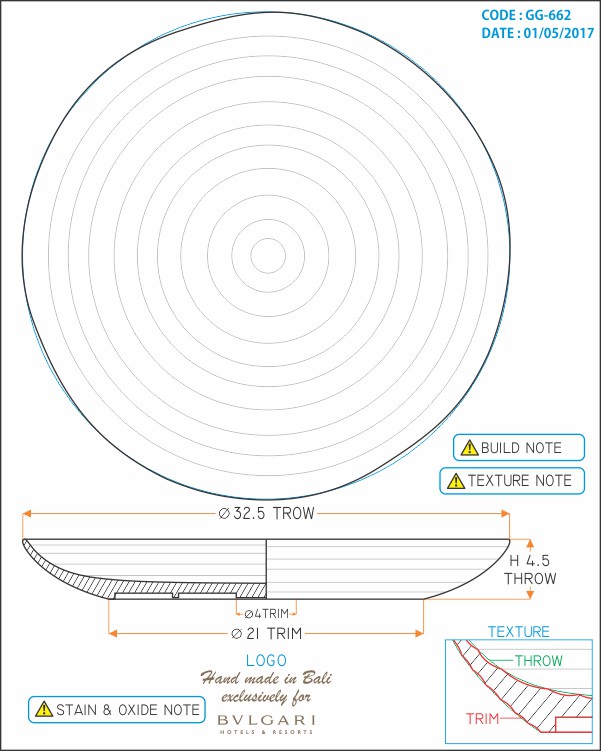 CODE : GG-662
DATE : 01/05/2017
BUILD NOTE
TEXTURE NOTE
Ø 32.5 TROW
H 4.5
THROW
Ø4TRIM
Ø 21 TRIM
TEXTURE
THROW
TRIM
LOGO
Hand made in Bali
exclusively for
BVLGARI
HOTELS & RESORTS
STAIN & OXIDE NOTE